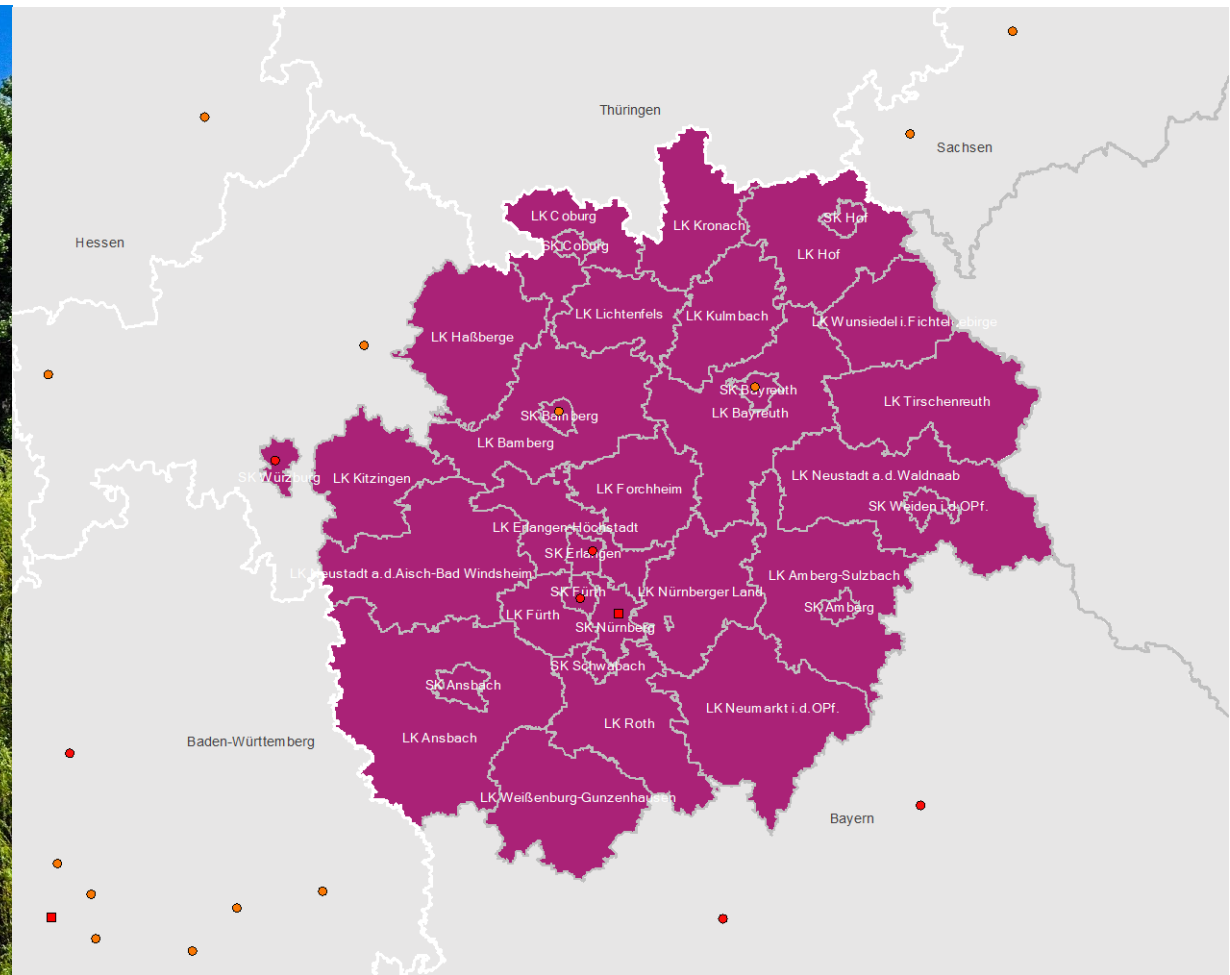 Thüringen
Sachsen
LK Coburg
SK Hof
LK Kronach
Hessen
SK Coburg
LK Hof
LK Lichtenfels
LK Kulmbach
LK Wunsiedel i.Fichtelgebirge
LK Haßberge
SK Bayreuth
LK Tirschenreuth
SK Bamberg
LK Bayreuth
LK Bamberg
SK Würzburg
LK Kitzingen
LK Neustadt a.d.Waldnaab
LK Forchheim
SK Weiden i.d.OPf.
LK Erlangen-Höchstadt
SK Erlangen
LK Neustadt a.d.Aisch-Bad Windsheim
LK Amberg-Sulzbach
SK Fürth
LK Nürnberger Land
SK Amberg
LK Fürth
SK Nürnberg
SK Schwabach
SK Ansbach
LK Neumarkt i.d.OPf.
LK Roth
LK Ansbach
Baden-Württemberg
LK Weißenburg-Gunzenhausen
Bayern